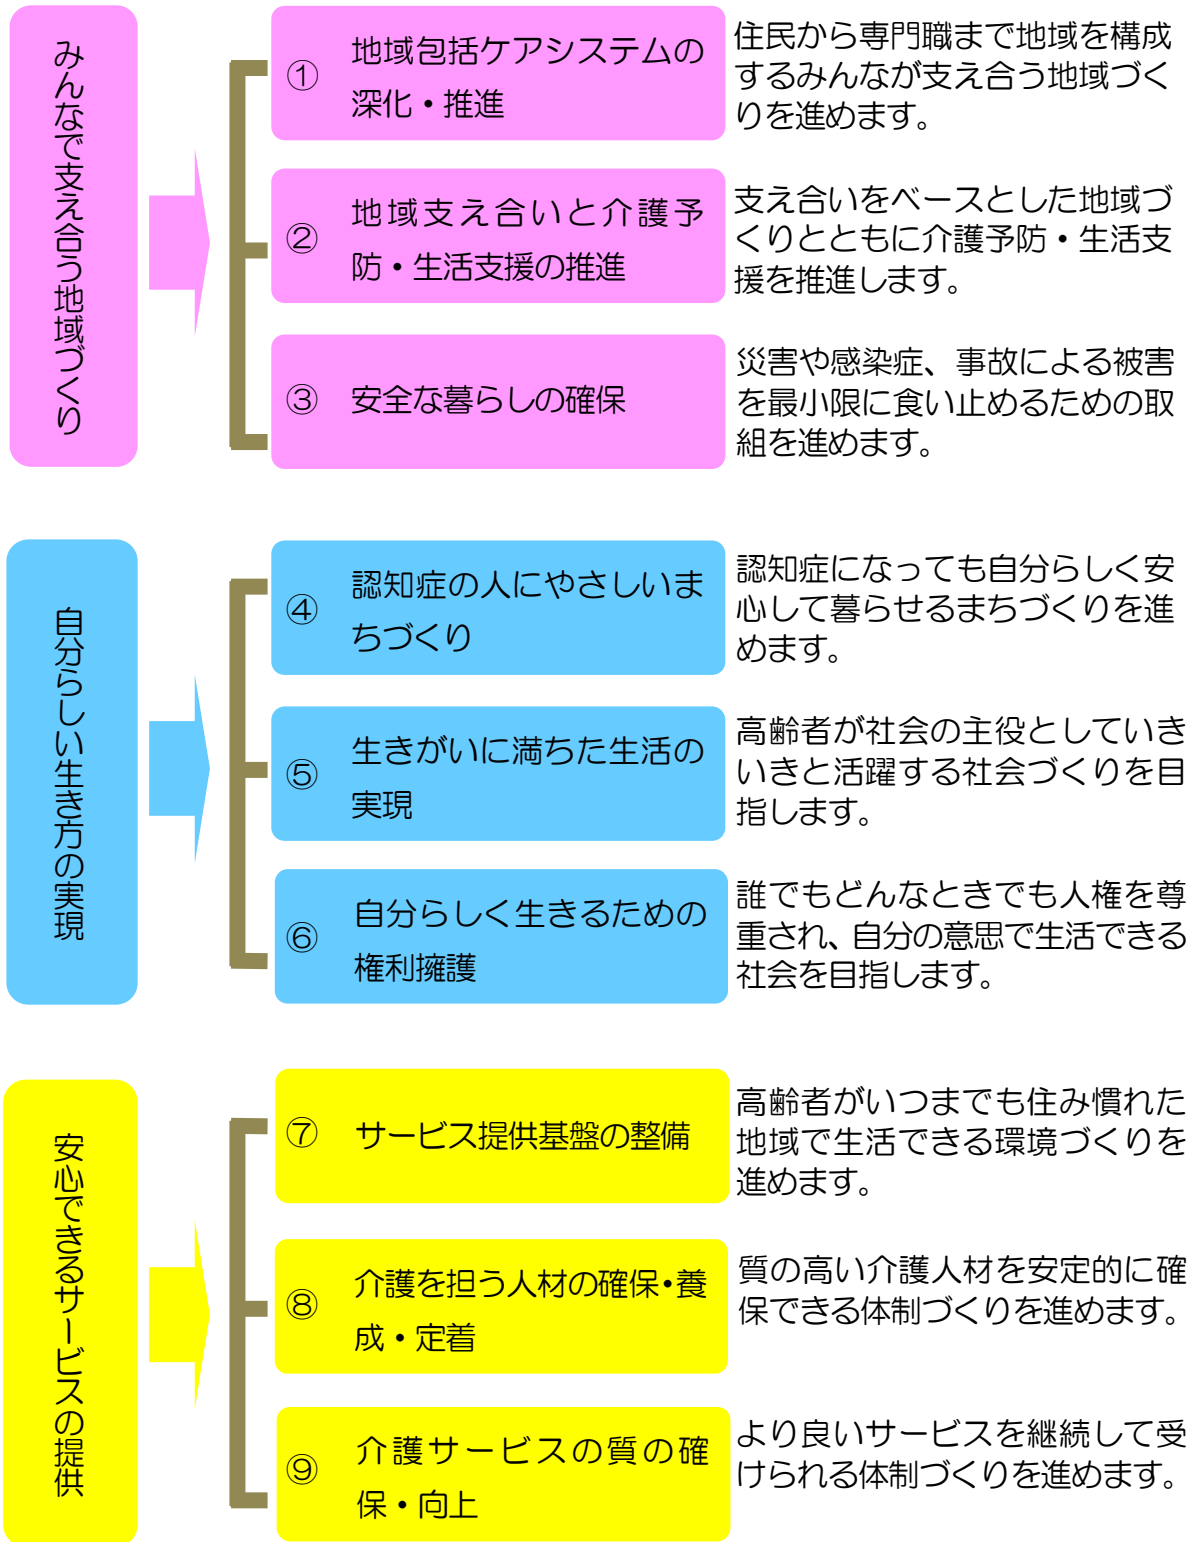 みんなで支え合う地域づくり
①
地域包括ケアシステムの
深化・推進
住民から専門職まで地域を構成
するみんなが支え合う地域づく
りを進めます。
②
地域支え合いと介護予
防・生活支援の推進
支え合いをベースとした地域づ
くりとともに介護予防・生活支
援を推進します。
③
安全な暮らしの確保
災害や感染症、事故による被害
を最小限に食い止めるための取
組を進めます。
自分らしい生き方の実現
④
認知症の人にやさしいま
ちづくり
認知症になっても自分らしく安
心して暮らせるまちづくりを進
めます。
⑤
生きがいに満ちた生活の
実現
高齢者が社会の主役としていき
いきと活躍する社会づくりを目
指します。
⑥
自分らしく生きるための
権利擁護
誰でもどんなときでも人権を尊
重され、自分の意思で生活できる
社会を目指します。
安心できるサービスの提供
⑦
サービス提供基盤の整備
高齢者がいつまでも住み慣れた
地域で生活できる環境づくりを
進めます。
⑧
介護を担う人材の確保・養
成・定着
質の高い介護人材を安定的に確
保できる体制づくりを進めます。
⑨
介護サービスの質の確
保・向上
より良いサービスを継続して受
けられる体制づくりを進めます。